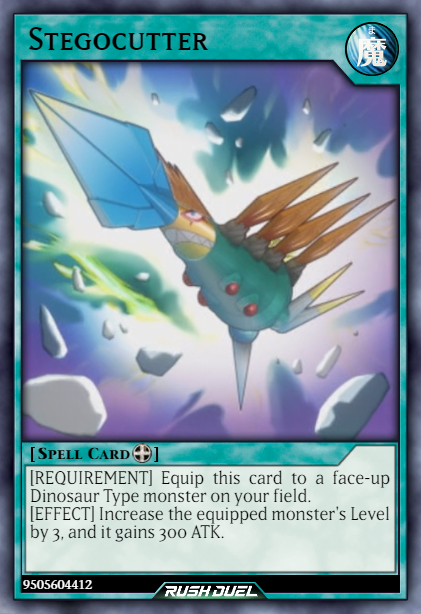 Stegocutter
ま
魔
[Spell Card]
[REQUIREMENT] Equip this card to a face-up
Dinosaur Type monster on your field.
[EFFECT] Increase the equipped monster's Level
by 3, and it gains 300 ATK.
9505604412
RUSH DUEL